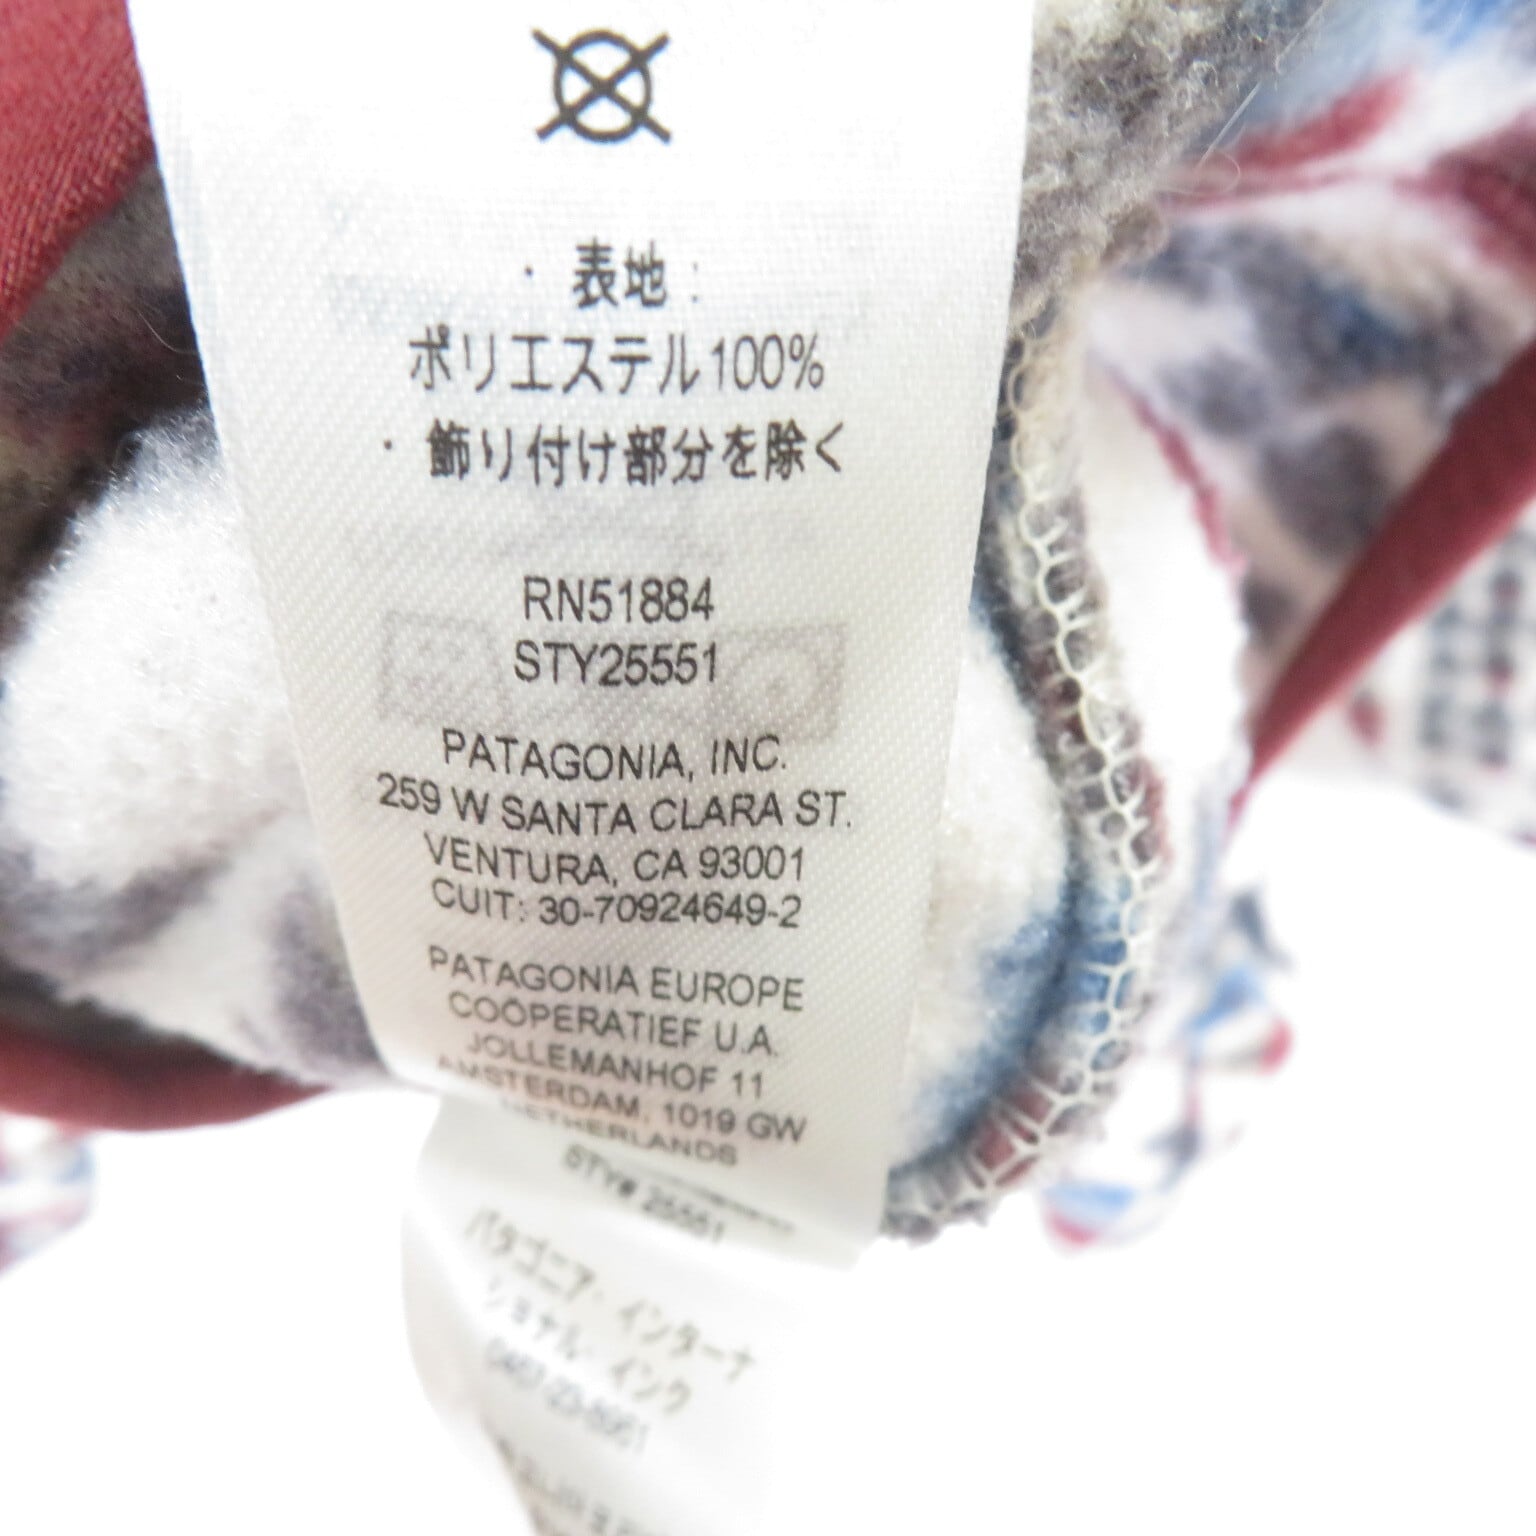 ・表地：
ポリエステル100%
・飾り付け部分を除く
RN51884
STY25551
PATAGONIA, INC.
259 W SANTA CLARA ST.
VENTURA, CA 93001
CUIT: 30-70924649-2
PATAGONIA EUROPE
COÖPERATIEF U.A.
JOLLEMANHOF 11
AMSTERDAM, 1019 GW
NETHERLANDS
STY# 25551
パタゴニア・インターナ
ショナル・インク